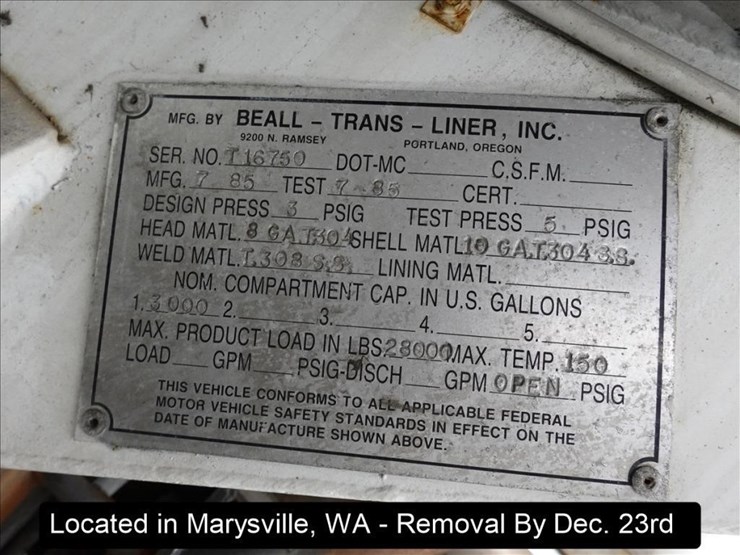 MFG. BY BEALL - TRANS - LINER, INC.
9200 N. RAMSEY PORTLAND, OREGON
SER. NO. T16750 DOT-MC C.S.F.M.
MFG. 7 85 TEST 7-85 CERT.
DESIGN PRESS 3 PSIG TEST PRESS 5 PSIG
HEAD MATL. 8 GA T304 SHELL MATL 10 GA.T.304 S.S.
WELD MATL. T.308 S.S. LINING MATL.
NOM. COMPARTMENT CAP. IN U.S. GALLONS
1. 3000 2. 3. 4. 5.
MAX. PRODUCT LOAD IN LBS. 28000 MAX. TEMP. 150
LOAD GPM PSIG-DISCH GPM OPEN PSIG
THIS VEHICLE CONFORMS TO ALL APPLICABLE FEDERAL
MOTOR VEHICLE SAFETY STANDARDS IN EFFECT ON THE
DATE OF MANUFACTURE SHOWN ABOVE.
Located in Marysville, WA - Removal By Dec. 23rd